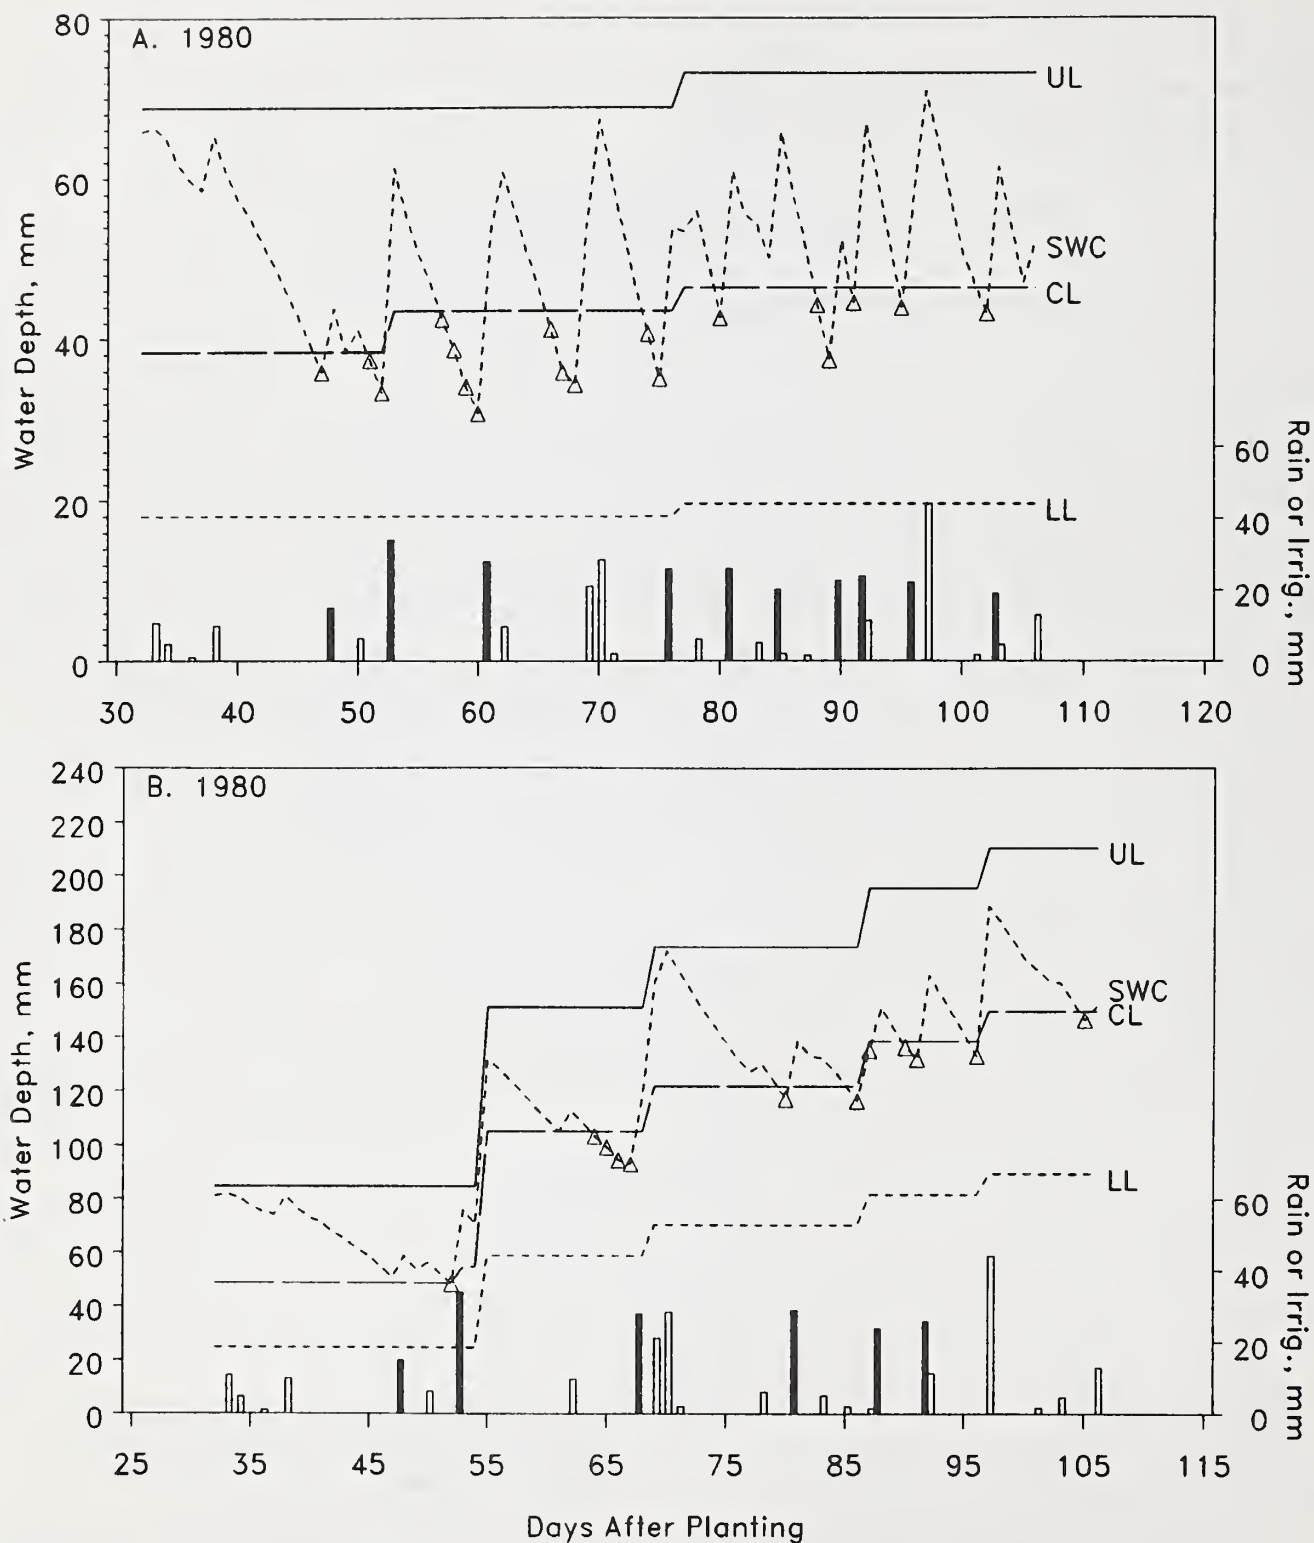 A. 1980
80
60
40
20
0
Water Depth, mm
UL
SWC
CL
LL
60
40
20
0
Rain or Irrig., mm
30 40 50 60 70 80 90 100 110 120
B. 1980
240
220
200
180
160
140
120
100
80
60
40
20
0
Water Depth, mm
UL
SWC
CL
LL
60
40
20
0
Rain or Irrig., mm
25 35 45 55 65 75 85 95 105 115
Days After Planting